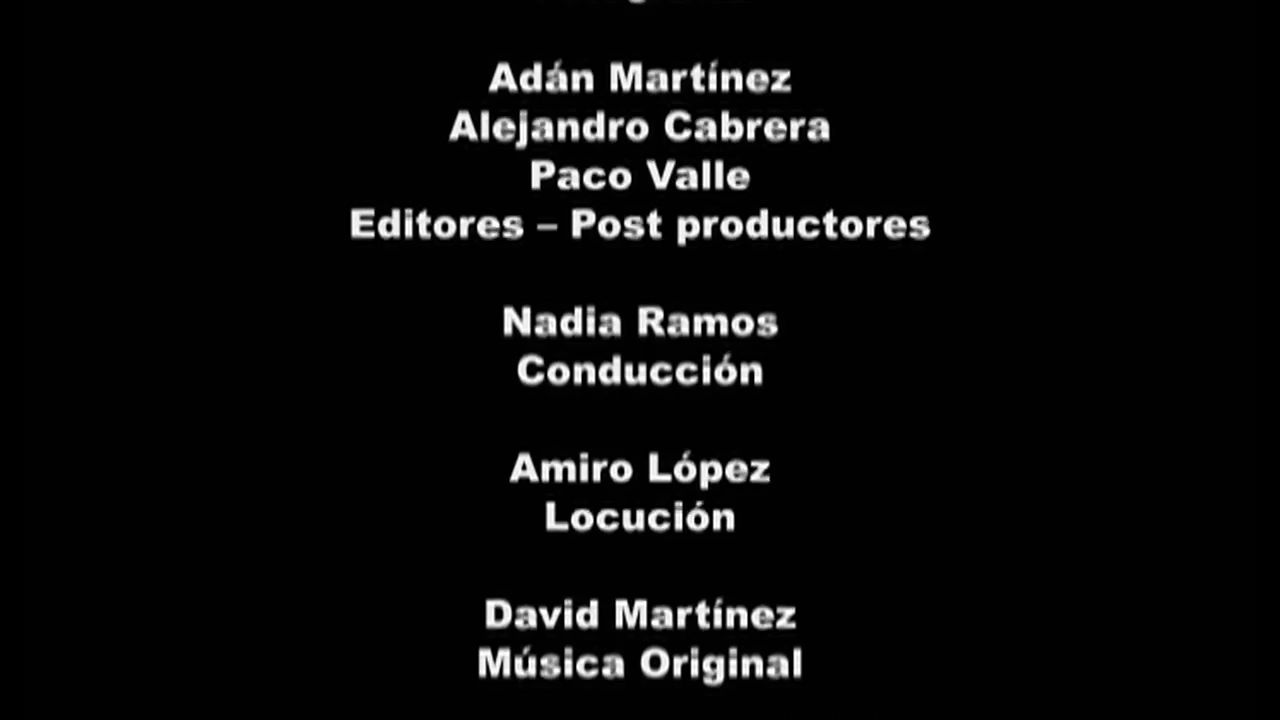 Adán Martínez
Alejandro Cabrera
Paco Valle
Editores – Post productores
Nadia Ramos
Conducción
Amiro López
Locución
David Martínez
Música Original